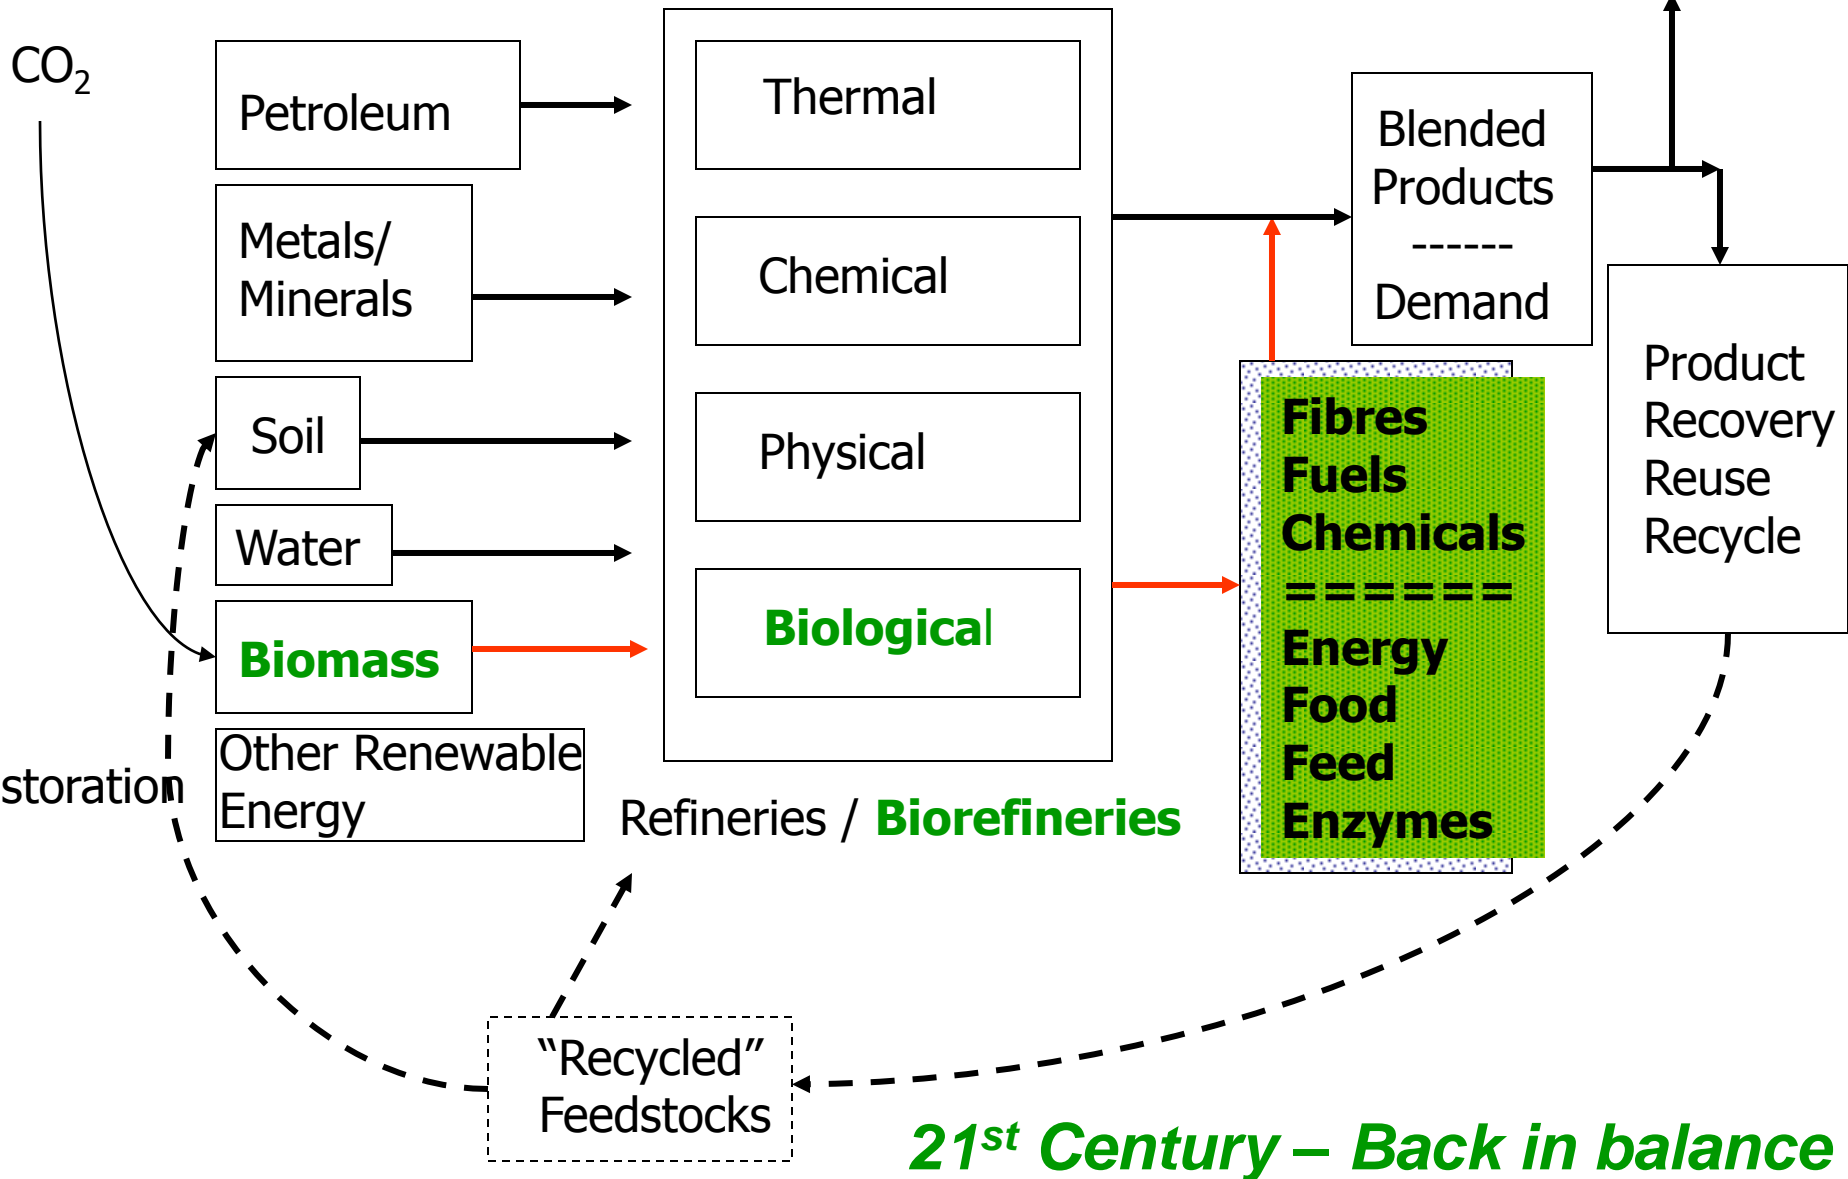 CO₂
Petroleum
Metals/
Minerals
Soil
Water
Biomass
Other Renewable
Energy
storation
Thermal
Chemical
Physical
Biological
Refineries / Biorefineries
Blended
Products
------
Demand
Fibres
Fuels
Chemicals
======
Energy
Food
Feed
Enzymes
Product
Recovery
Reuse
Recycle
“Recycled”
Feedstocks
21st Century – Back in balance